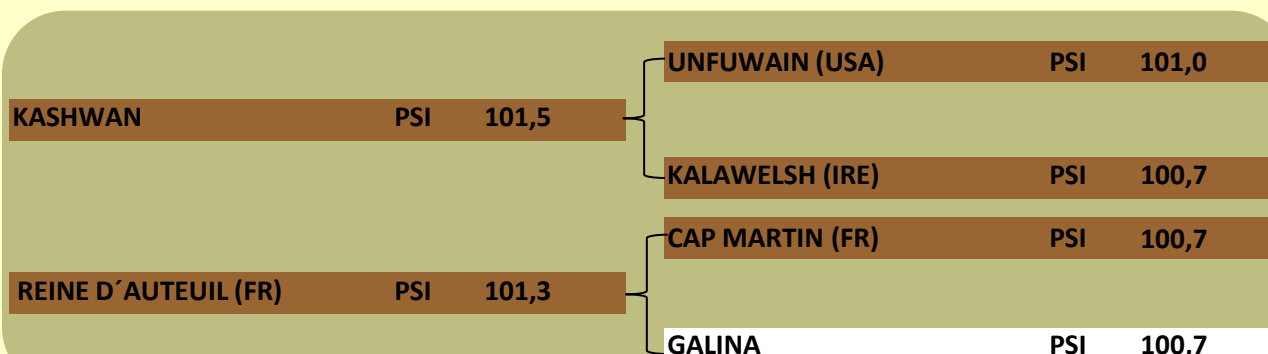 UNFUWAIN (USA) PSI 101,0
KASHWAN PSI 101,5
KALAWELSH (IRE) PSI 100,7
CAP MARTIN (FR) PSI 100,7
REINE D´AUTEUIL (FR) PSI 101,3
GALINA PSI 100,7